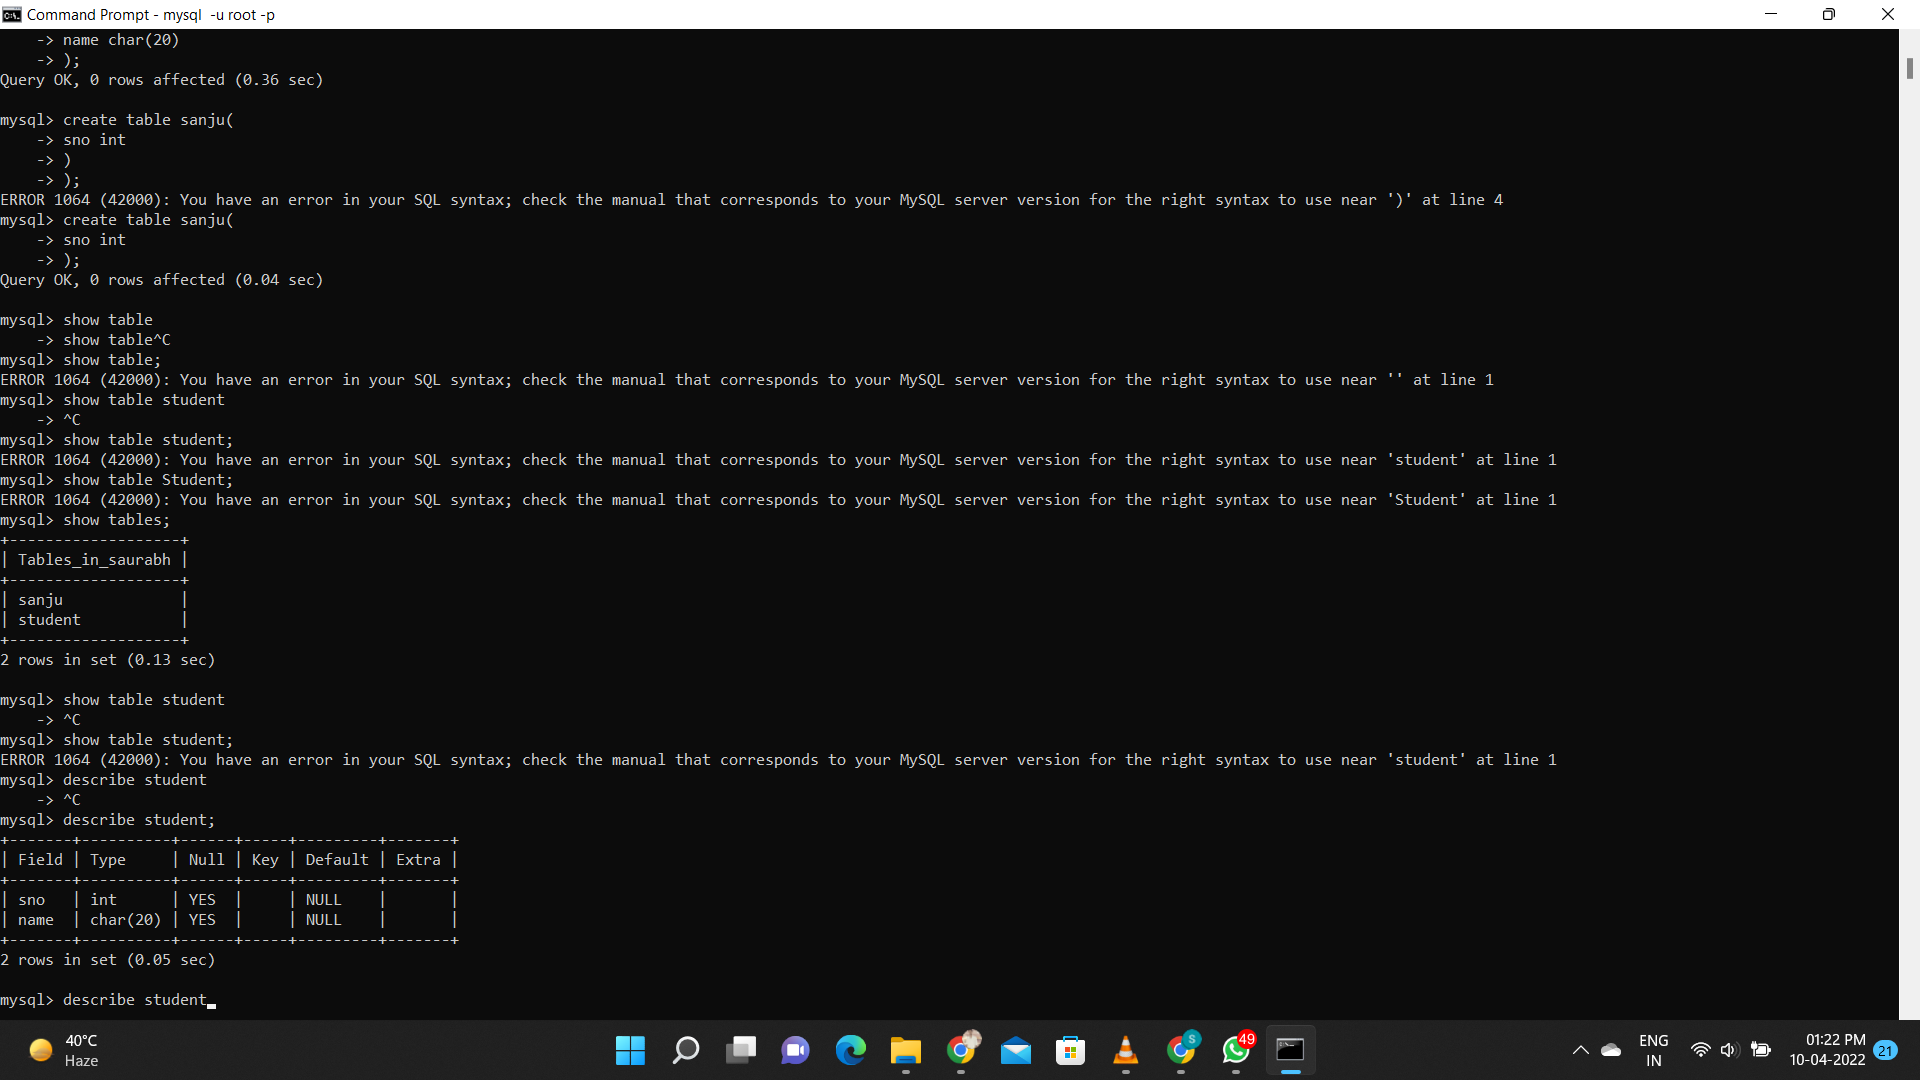 Command Prompt - mysql  -u root -p
    -> name char(20)
    -> );
Query OK, 0 rows affected (0.36 sec)

mysql> create table sanju(
    -> sno int
    -> )
    -> );
ERROR 1064 (42000): You have an error in your SQL syntax; check the manual that corresponds to your MySQL server version for the right syntax to use near ')' at line 4
mysql> create table sanju(
    -> sno int
    -> );
Query OK, 0 rows affected (0.04 sec)

mysql> show table
    -> show table^C
mysql> show table;
ERROR 1064 (42000): You have an error in your SQL syntax; check the manual that corresponds to your MySQL server version for the right syntax to use near '' at line 1
mysql> show table student
    -> ^C
mysql> show table student;
ERROR 1064 (42000): You have an error in your SQL syntax; check the manual that corresponds to your MySQL server version for the right syntax to use near 'student' at line 1
mysql> show table Student;
ERROR 1064 (42000): You have an error in your SQL syntax; check the manual that corresponds to your MySQL server version for the right syntax to use near 'Student' at line 1
mysql> show tables;
+-------------------+
| Tables_in_saurabh |
+-------------------+
| sanju             |
| student           |
+-------------------+
2 rows in set (0.13 sec)

mysql> show table student
    -> ^C
mysql> show table student;
ERROR 1064 (42000): You have an error in your SQL syntax; check the manual that corresponds to your MySQL server version for the right syntax to use near 'student' at line 1
mysql> describe student
    -> ^C
mysql> describe student;
+-------+----------+------+-----+---------+-------+
| Field | Type     | Null | Key | Default | Extra |
+-------+----------+------+-----+---------+-------+
| sno   | int      | YES  |     | NULL    |       |
| name  | char(20) | YES  |     | NULL    |       |
+-------+----------+------+-----+---------+-------+
2 rows in set (0.05 sec)

mysql> describe student_
40°C
Haze
S
49
ENG
IN
01:22 PM
10-04-2022
21